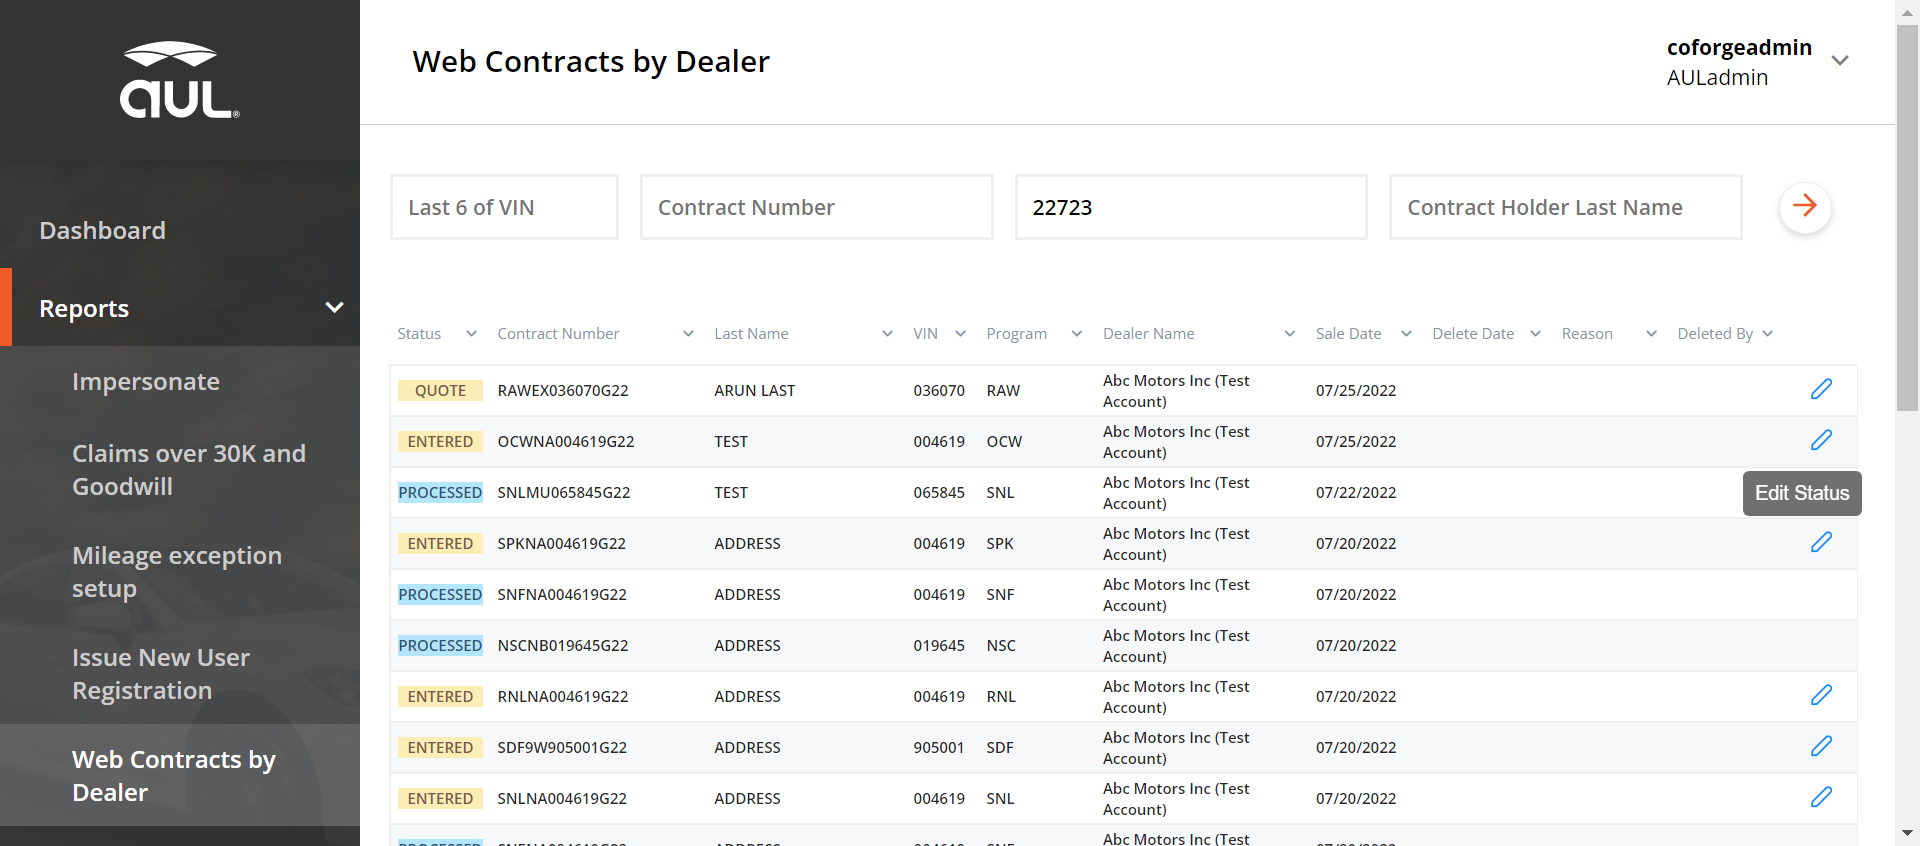 aUL®
Dashboard
Reports
Impersonate
Claims over 30K and
Goodwill
Mileage exception
setup
Issue New User
Registration
Web Contracts by
Dealer
Web Contracts by Dealer
coforgeadmin
AULadmin
Last 6 of VIN Contract Number 22723 Contract Holder Last Name
Status Contract Number Last Name VIN Program Dealer Name Sale Date Delete Date Reason Deleted By
QUOTE RAWEX036070G22 ARUN LAST 036070 RAW Abc Motors Inc (Test 07/25/2022
Account)
ENTERED OCWNA004619G22 TEST 004619 OCW Abc Motors Inc (Test 07/25/2022
Account)
PROCESSED SNLMU065845G22 TEST 065845 SNL Abc Motors Inc (Test 07/22/2022
Account)
Edit Status
ENTERED SPKNA004619G22 ADDRESS 004619 SPK Abc Motors Inc (Test 07/20/2022
Account)
PROCESSED SNFNA004619G22 ADDRESS 004619 SNF Abc Motors Inc (Test 07/20/2022
Account)
PROCESSED NSCNB019645G22 ADDRESS 019645 NSC Abc Motors Inc (Test 07/20/2022
Account)
ENTERED RNLNA004619G22 ADDRESS 004619 RNL Abc Motors Inc (Test 07/20/2022
Account)
ENTERED SDF9W905001G22 ADDRESS 905001 SDF Abc Motors Inc (Test 07/20/2022
Account)
ENTERED SNLNA004619G22 ADDRESS 004619 SNL Abc Motors Inc (Test 07/20/2022
Account)
Abc Motors Inc (Test